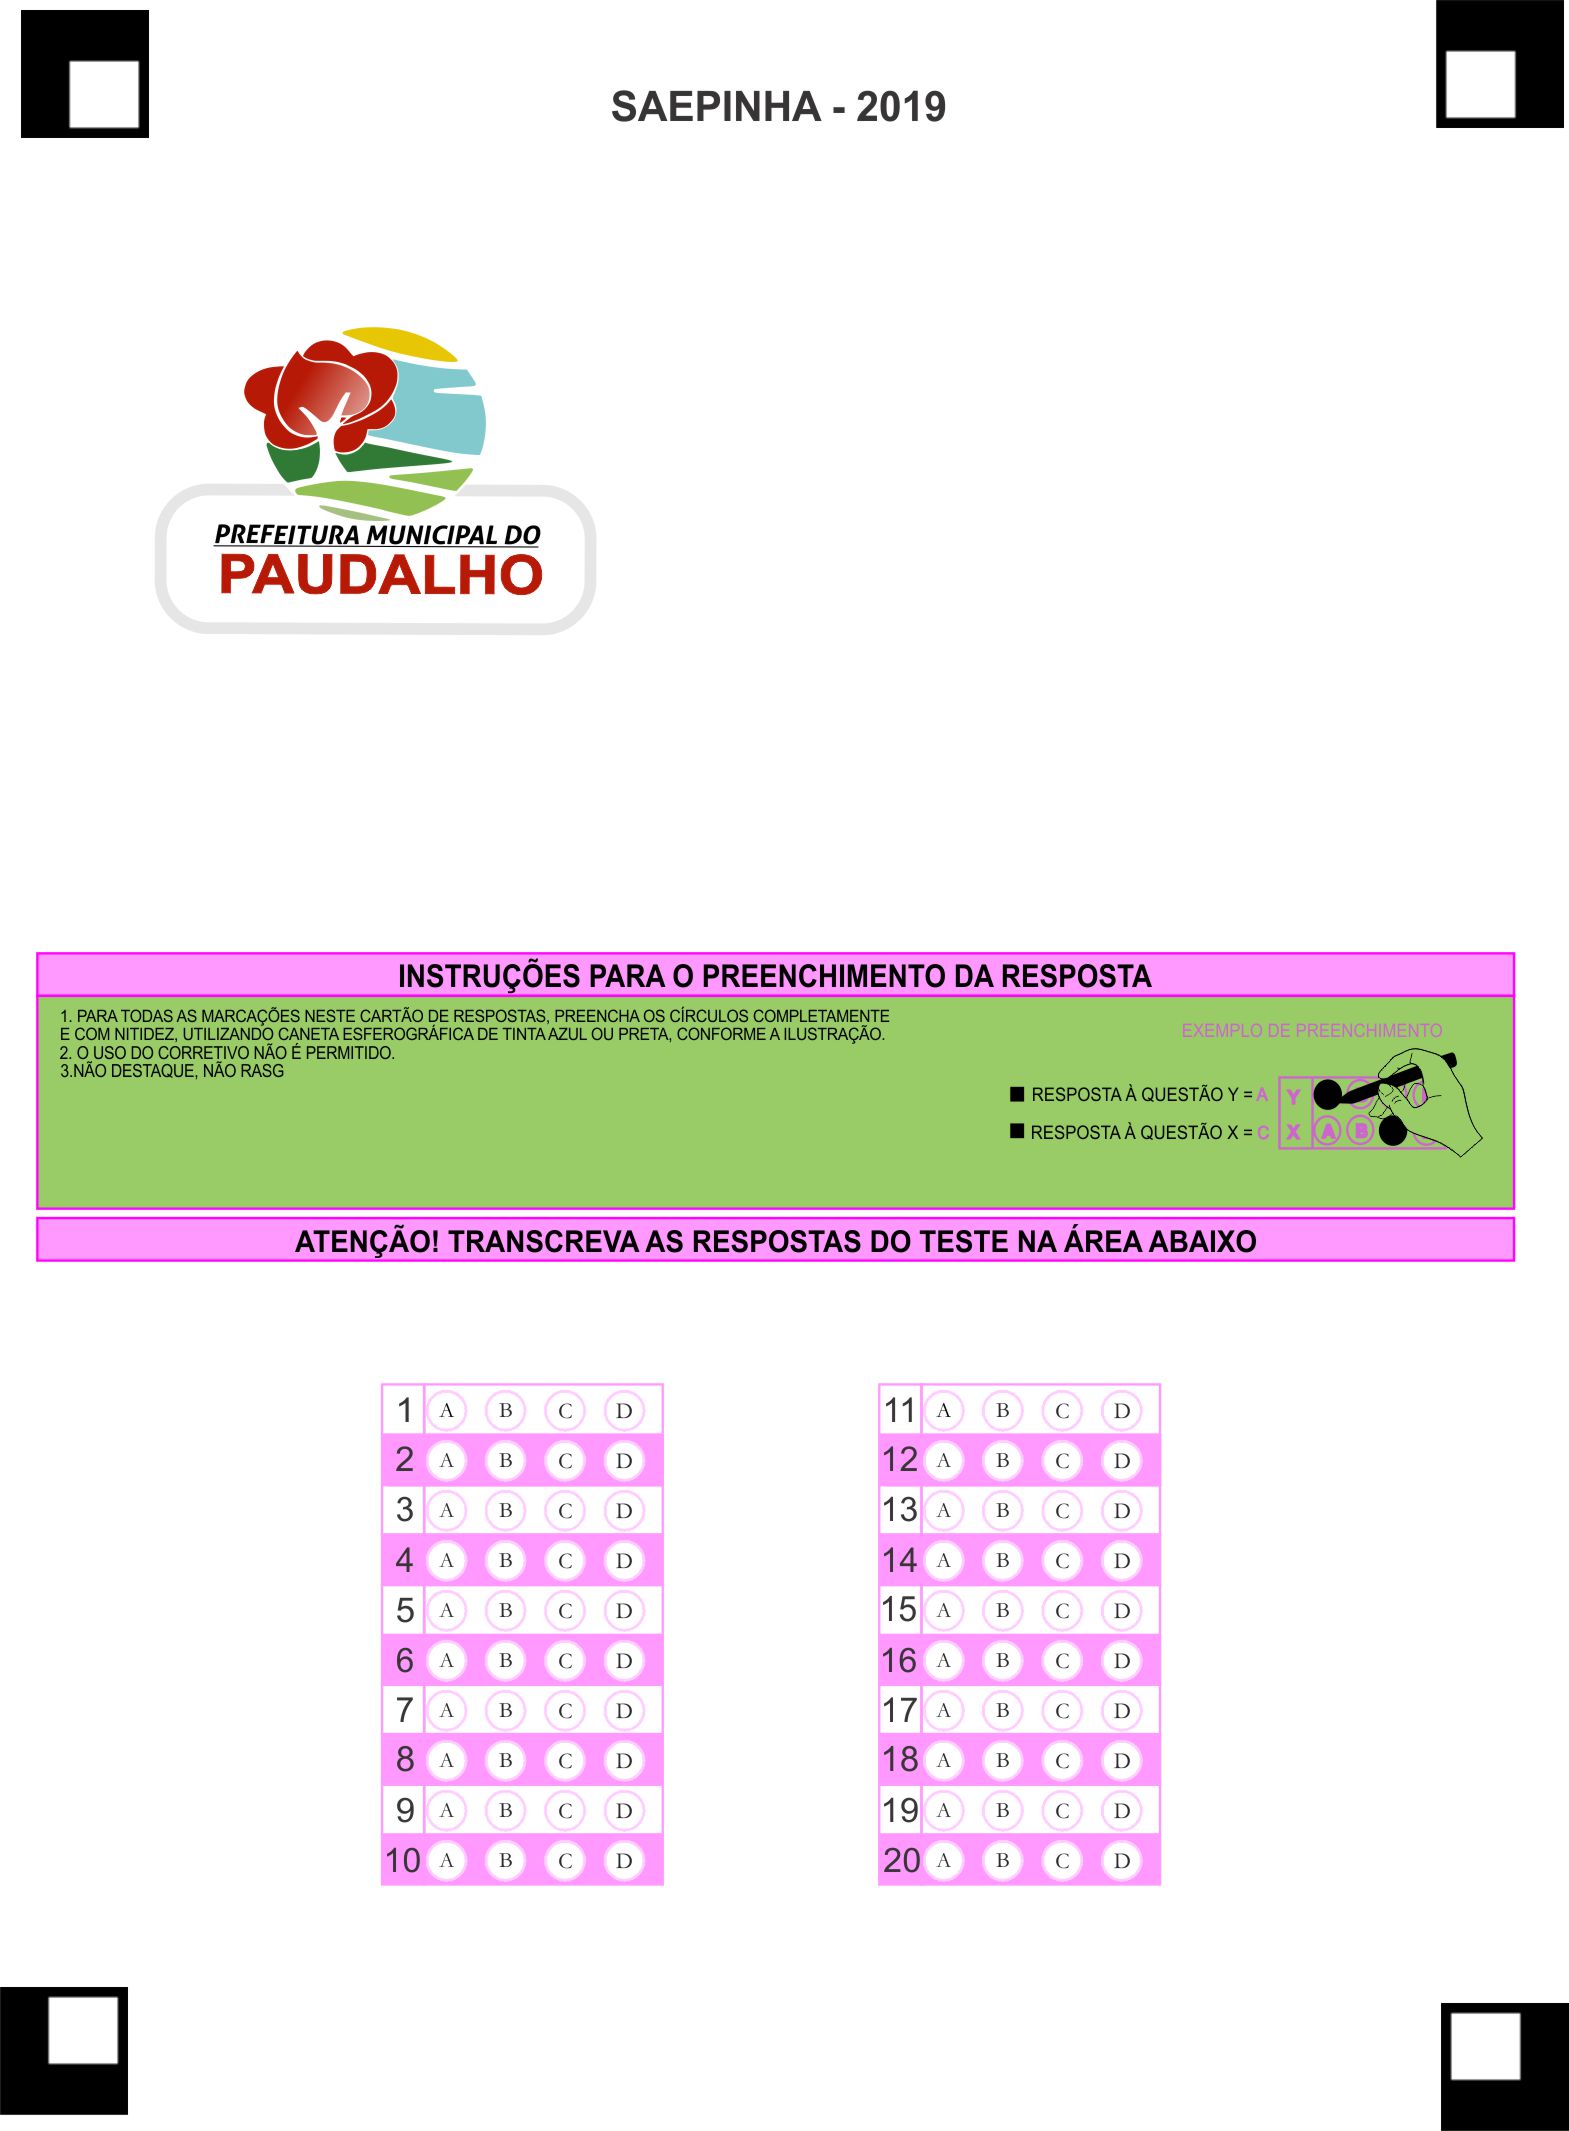 SAEPINHA - 2019
PREFEITURA MUNICIPAL DO
PAUDALHO
INSTRUÇÕES PARA O PREENCHIMENTO DA RESPOSTA
1. PARA TODAS AS MARCAÇÕES NESTE CARTÃO DE RESPOSTAS, PREENCHA OS CÍRCULOS COMPLETAMENTE
E COM NITIDEZ, UTILIZANDO CANETA ESFEROGRÁFICA DE TINTA AZUL OU PRETA, CONFORME A ILUSTRAÇÃO.
2. O USO DO CORRETIVO NÃO É PERMITIDO.
3.NÃO DESTAQUE, NÃO RASG
EXEMPLO DE PREENCHIMENTO
RESPOSTA À QUESTÃO Y = A
Y
RESPOSTA À QUESTÃO X = C
X A B
ATENÇÃO! TRANSCREVA AS RESPOSTAS DO TESTE NA ÁREA ABAIXO
1 A B C D
2 A B C D
3 A B C D
4 A B C D
5 A B C D
6 A B C D
7 A B C D
8 A B C D
9 A B C D
10 A B C D
11 A B C D
12 A B C D
13 A B C D
14 A B C D
15 A B C D
16 A B C D
17 A B C D
18 A B C D
19 A B C D
20 A B C D